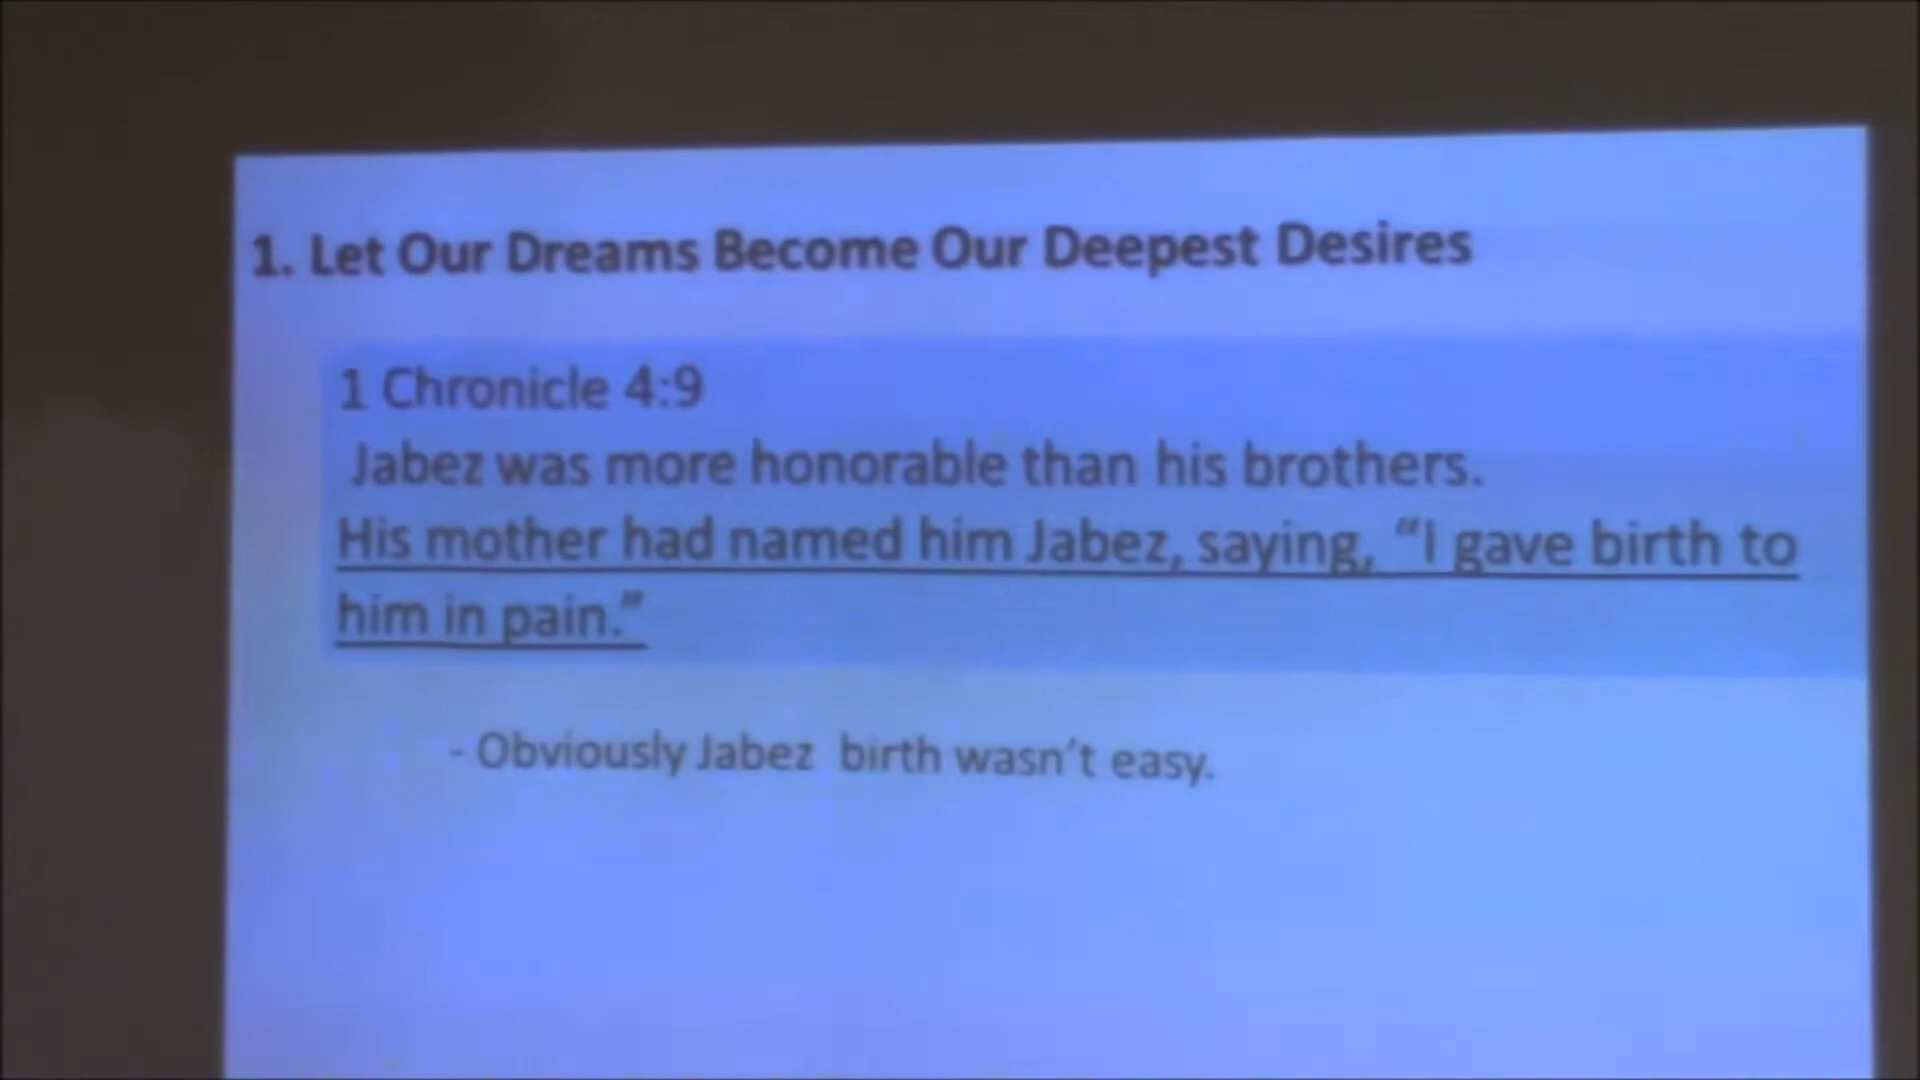 1. Let Our Dreams Become Our Deepest Desires
1 Chronicle 4:9
Jabez was more honorable than his brothers.
His mother had named him Jabez, saying, “I gave birth to
him in pain.”
- Obviously Jabez birth wasn’t easy.